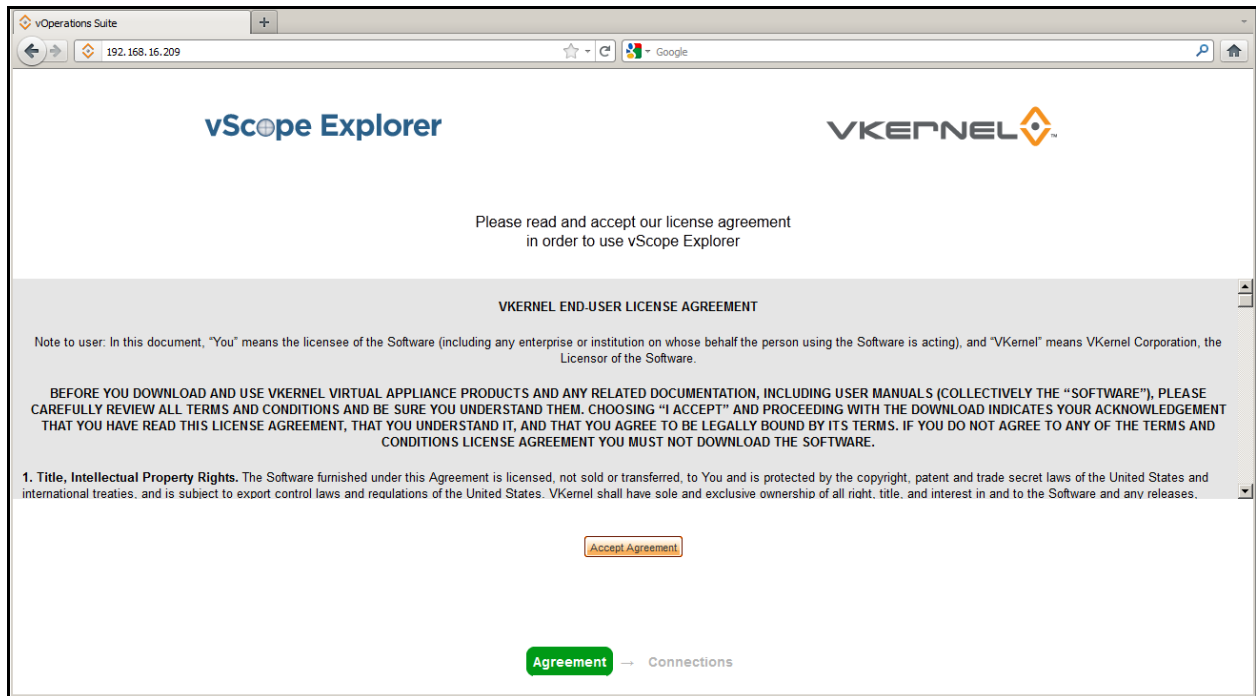 vOperations Suite
192.168.16.209
Google
vScope Explorer
VKERNEL
Please read and accept our license agreement
in order to use vScope Explorer
VKERNEL END-USER LICENSE AGREEMENT
Note to user: In this document, “You” means the licensee of the Software (including any enterprise or institution on whose behalf the person using the Software is acting), and “VKernel” means VKernel Corporation, the
Licensor of the Software.
BEFORE YOU DOWNLOAD AND USE VKERNEL VIRTUAL APPLIANCE PRODUCTS AND ANY RELATED DOCUMENTATION, INCLUDING USER MANUALS (COLLECTIVELY THE “SOFTWARE”), PLEASE
CAREFULLY REVIEW ALL TERMS AND CONDITIONS AND BE SURE YOU UNDERSTAND THEM. CHOOSING “I ACCEPT” AND PROCEEDING WITH THE DOWNLOAD INDICATES YOUR ACKNOWLEDGEMENT
THAT YOU HAVE READ THIS LICENSE AGREEMENT, THAT YOU UNDERSTAND IT, AND THAT YOU AGREE TO BE LEGALLY BOUND BY ITS TERMS. IF YOU DO NOT AGREE TO ANY OF THE TERMS AND
CONDITIONS LICENSE AGREEMENT YOU MUST NOT DOWNLOAD THE SOFTWARE.
1. Title, Intellectual Property Rights. The Software furnished under this Agreement is licensed, not sold or transferred, to You and is protected by the copyright, patent and trade secret laws of the United States and
international treaties, and is subject to export control laws and regulations of the United States. VKernel shall have sole and exclusive ownership of all right, title, and interest in and to the Software and any releases,
Accept Agreement
Agreement → Connections